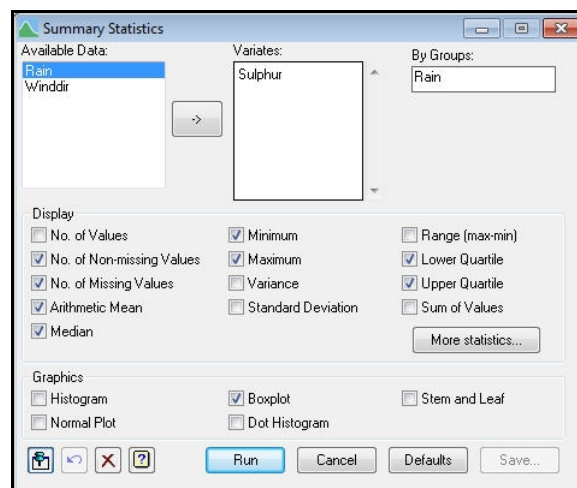 Summary Statistics
Available Data:
Variates:
By Groups:
Rain
Winddir
->
Sulphur
Rain
Display
No. of Values
Minimum
Range (max-min)
No. of Non-missing Values
Maximum
Lower Quartile
No. of Missing Values
Variance
Upper Quartile
Arithmetic Mean
Standard Deviation
Sum of Values
Median
More statistics...
Graphics
Histogram
Boxplot
Stem and Leaf
Normal Plot
Dot Histogram
Run
Cancel
Defaults
Save...